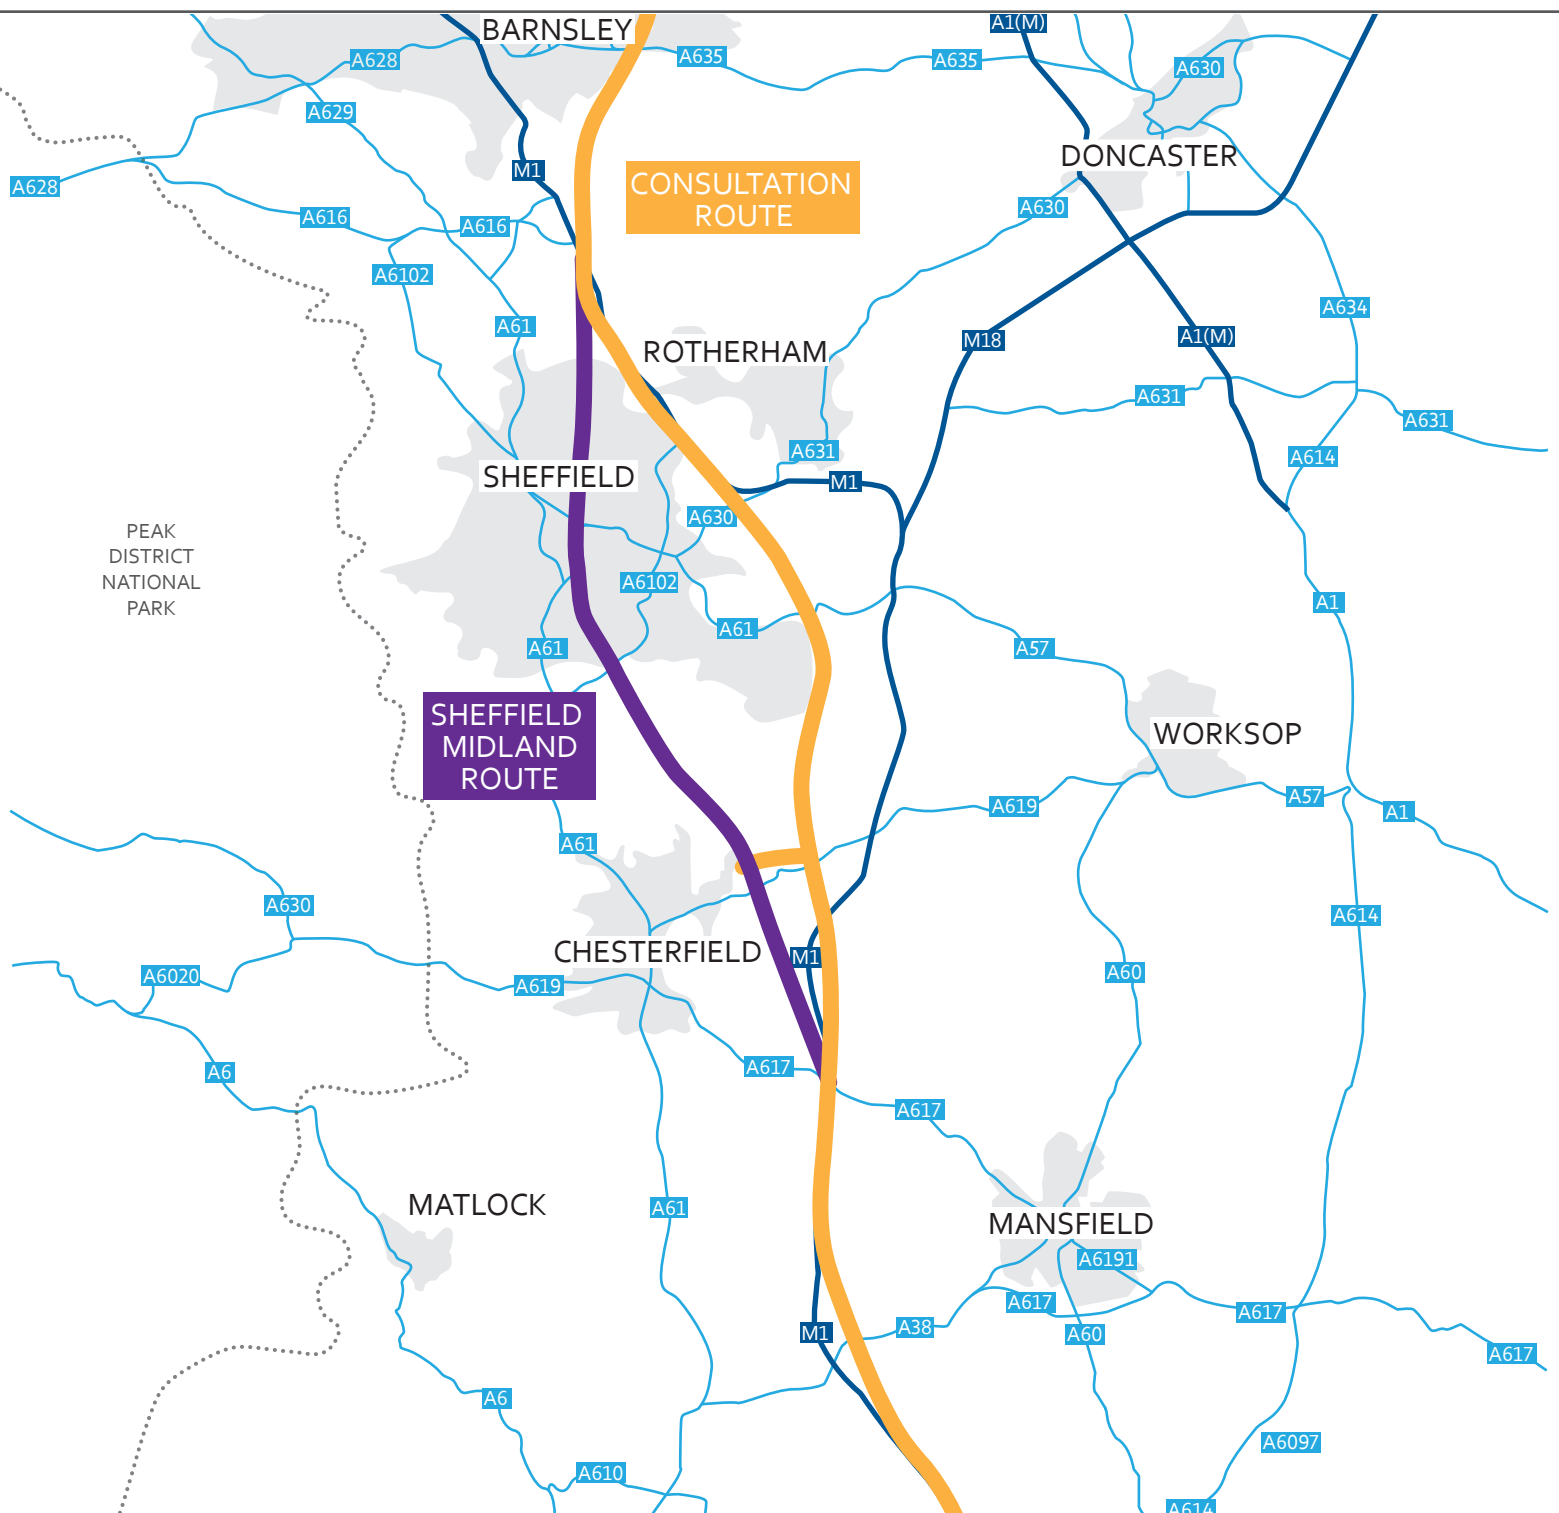 BARNSLEY
A1(M)
A628
A635
A635
A630
A629
DONCASTER
M1
A628
CONSULTATION
ROUTE
A630
A616
A616
A6102
A634
A61
A1(M)
M18
ROTHERHAM
A631
A631
A631
A614
SHEFFIELD
M1
A630
PEAK
DISTRICT
NATIONAL
PARK
A6102
A1
A61
A61
A57
SHEFFIELD
MIDLAND
ROUTE
WORKSOP
A57
A619
A1
A61
A630
A614
CHESTERFIELD
M1
A6020
A60
A619
A6
A617
A617
MATLOCK
A61
MANSFIELD
A6191
A617
A617
A38
M1
A60
A617
A6
A6097
A610
A614